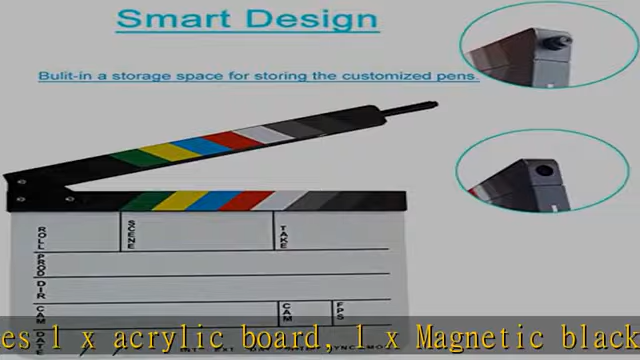 Smart Design
Bulit-in a storage space for storing the customized pens.
ROLL
SCENE
TAKE
PROD
DIR
CAM
CAM
FPS
DATE
es 1 x acrylic board, 1 x Magnetic black